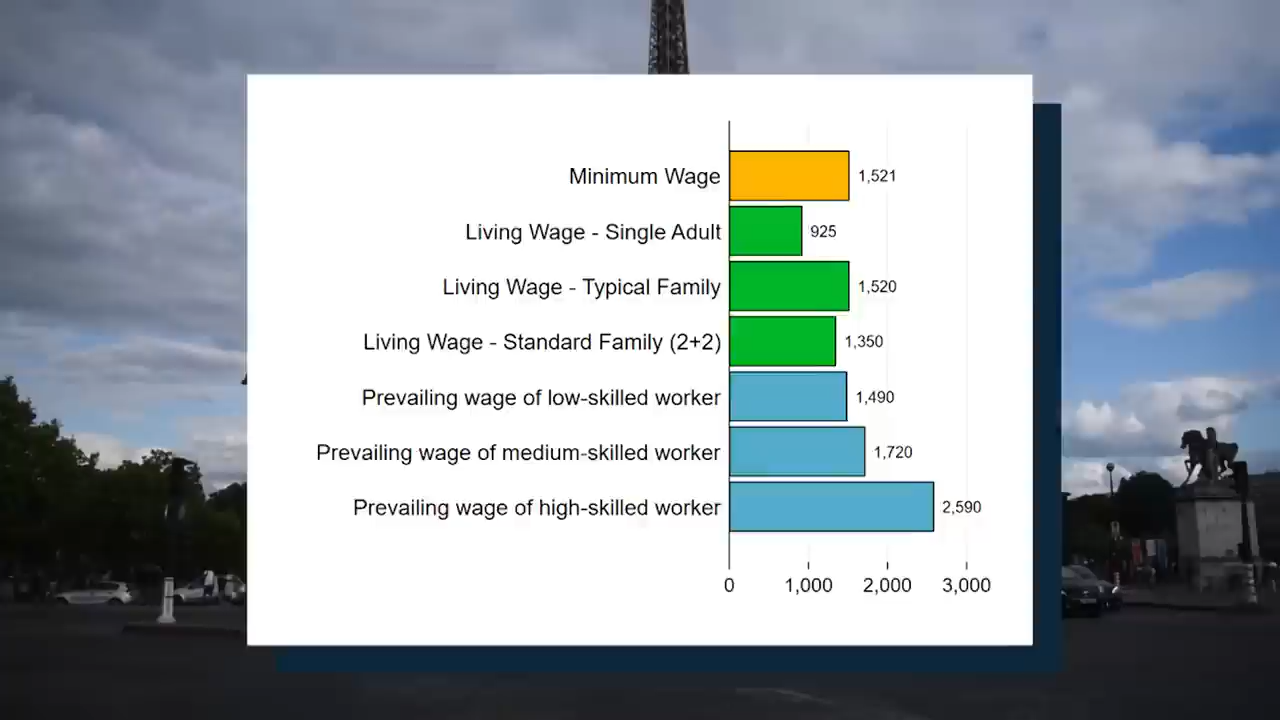 Minimum Wage 1,521
Living Wage - Single Adult 925
Living Wage - Typical Family 1,520
Living Wage - Standard Family (2+2) 1,350
Prevailing wage of low-skilled worker 1,490
Prevailing wage of medium-skilled worker 1,720
Prevailing wage of high-skilled worker 2,590
0 1,000 2,000 3,000